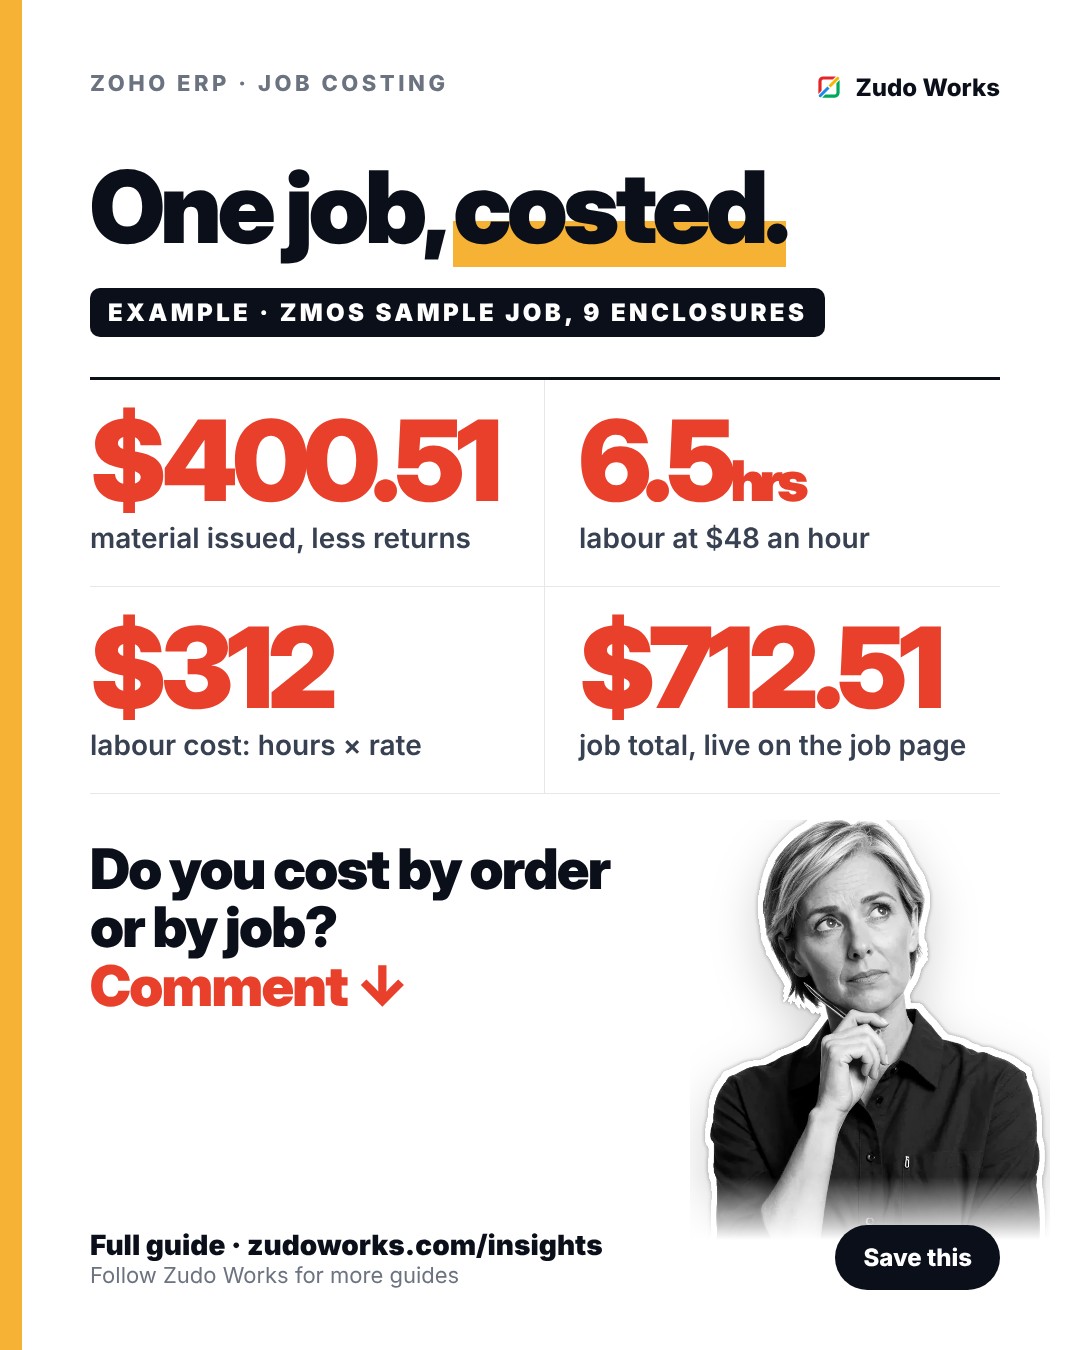 ZOHO ERP · JOB COSTING
Zudo Works
One job, costed.
EXAMPLE · ZMOS SAMPLE JOB, 9 ENCLOSURES
$400.51
material issued, less returns
6.5hrs
labour at $48 an hour
$312
labour cost: hours × rate
$712.51
job total, live on the job page
Do you cost by order
or by job?
Comment ↓
Full guide · zudoworks.com/insights
Follow Zudo Works for more guides
Save this